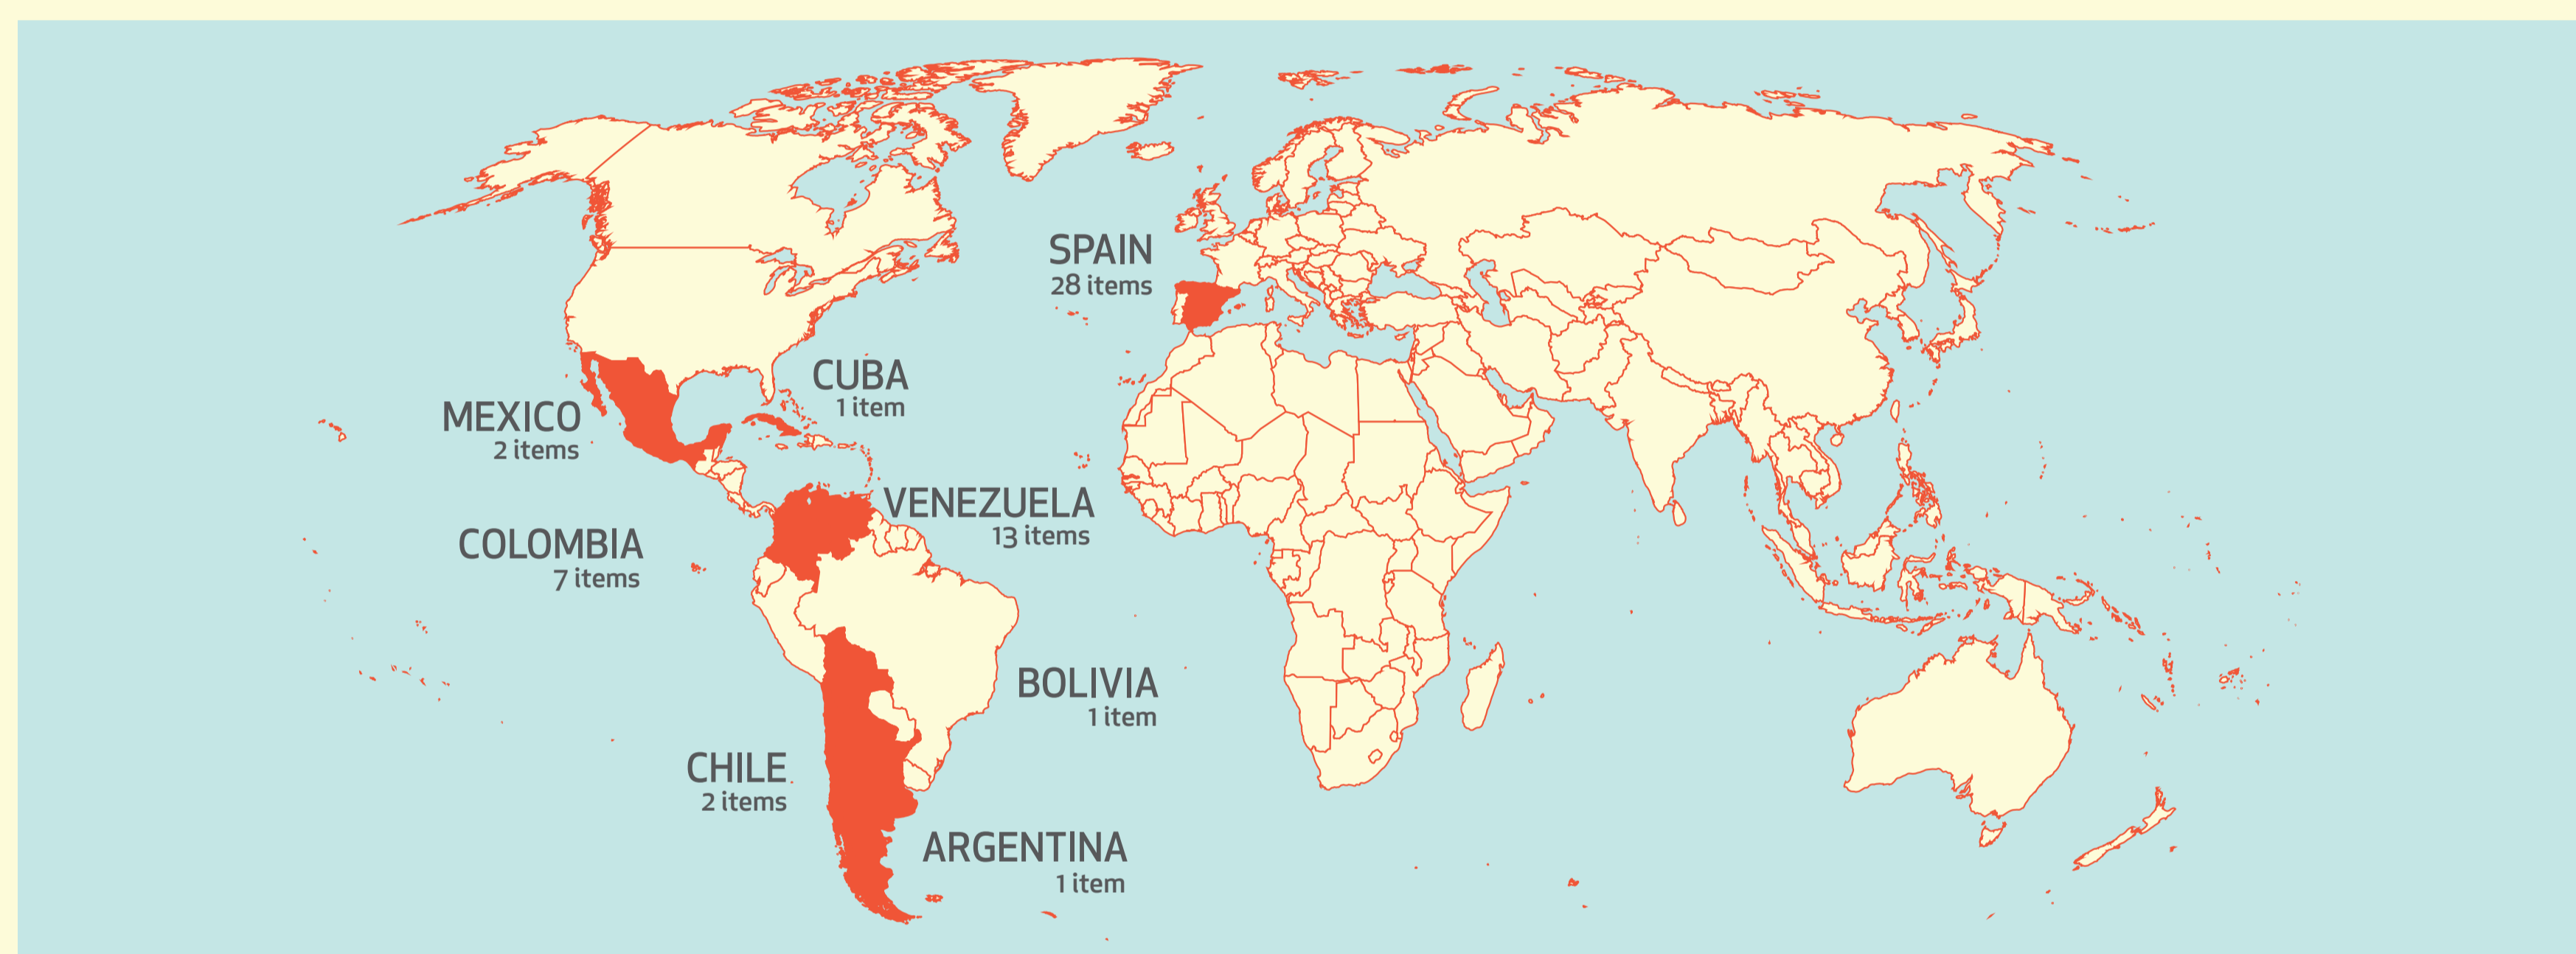 SPAIN
28 items
CUBA
1 item
MEXICO
2 items
VENEZUELA
13 items
COLOMBIA
7 items
BOLIVIA
1 item
CHILE
2 items
ARGENTINA
1 item